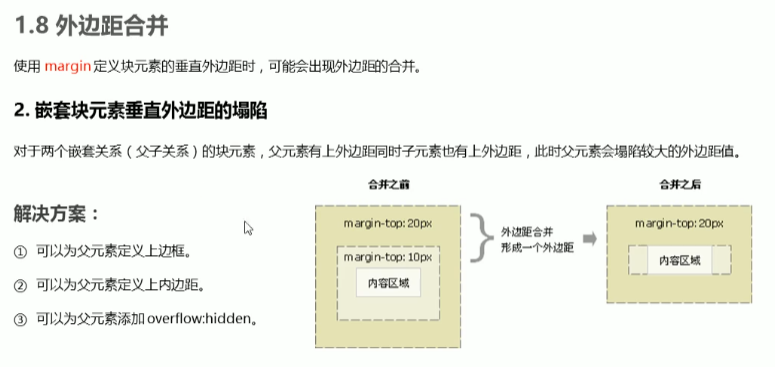 1.8 外边距合并
使用 margin 定义块元素的垂直外边距时，可能会出现外边距的合并。
2. 嵌套块元素垂直外边距的塌陷
对于两个嵌套关系（父子关系）的块元素，父元素有上外边距同时子元素也有上外边距，此时父元素会塌陷较大的外边距值。
解决方案：
① 可以为父元素定义上边框。
② 可以为父元素定义上内边距。
③ 可以为父元素添加 overflow:hidden。
合并之前
margin-top: 20px
margin-top: 10px
内容区域
外边距合并
形成一个外边距
合并之后
margin-top: 20px
内容区域